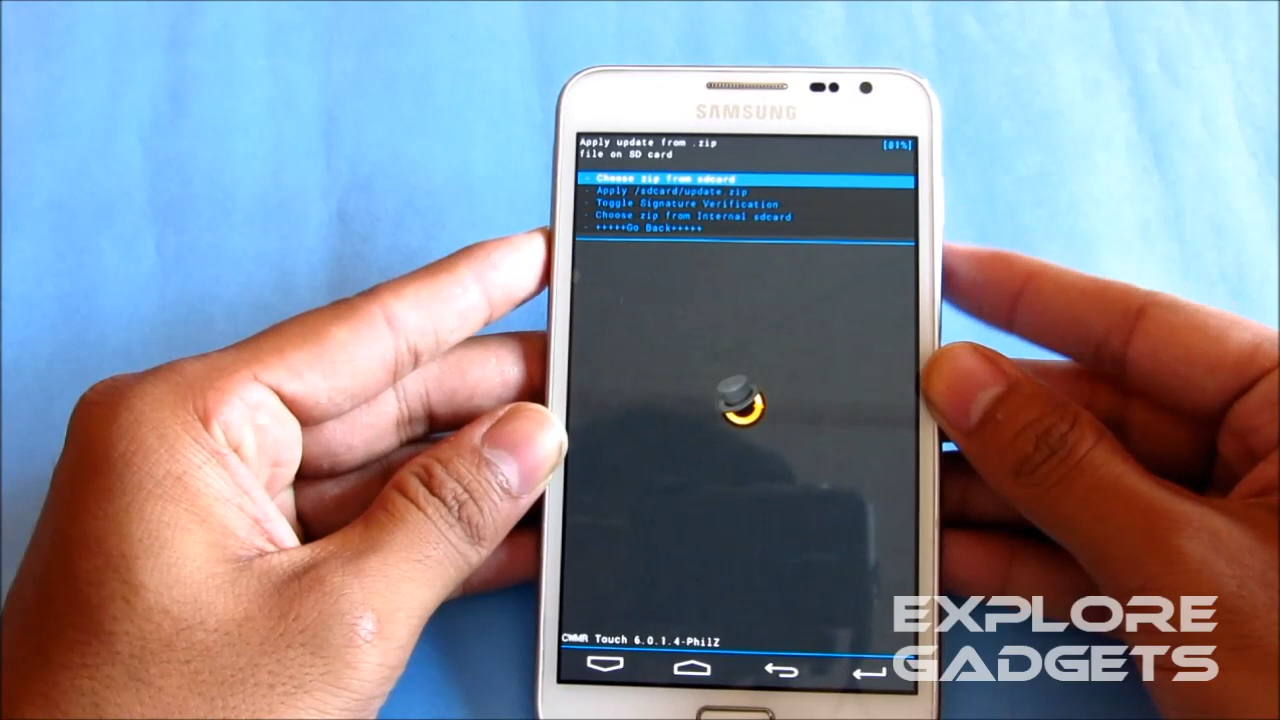 SAMSUNG
Apply update from .zip
file on SD card
[81%]
- Choose zip from sdcard
- Apply /sdcard/update.zip
- Toggle Signature Verification
- Choose zip from Internal sdcard
- +++++Go Back+++++
CWMR Touch 6.0.1.4-PhilZ
EXPLORE
GADGETS